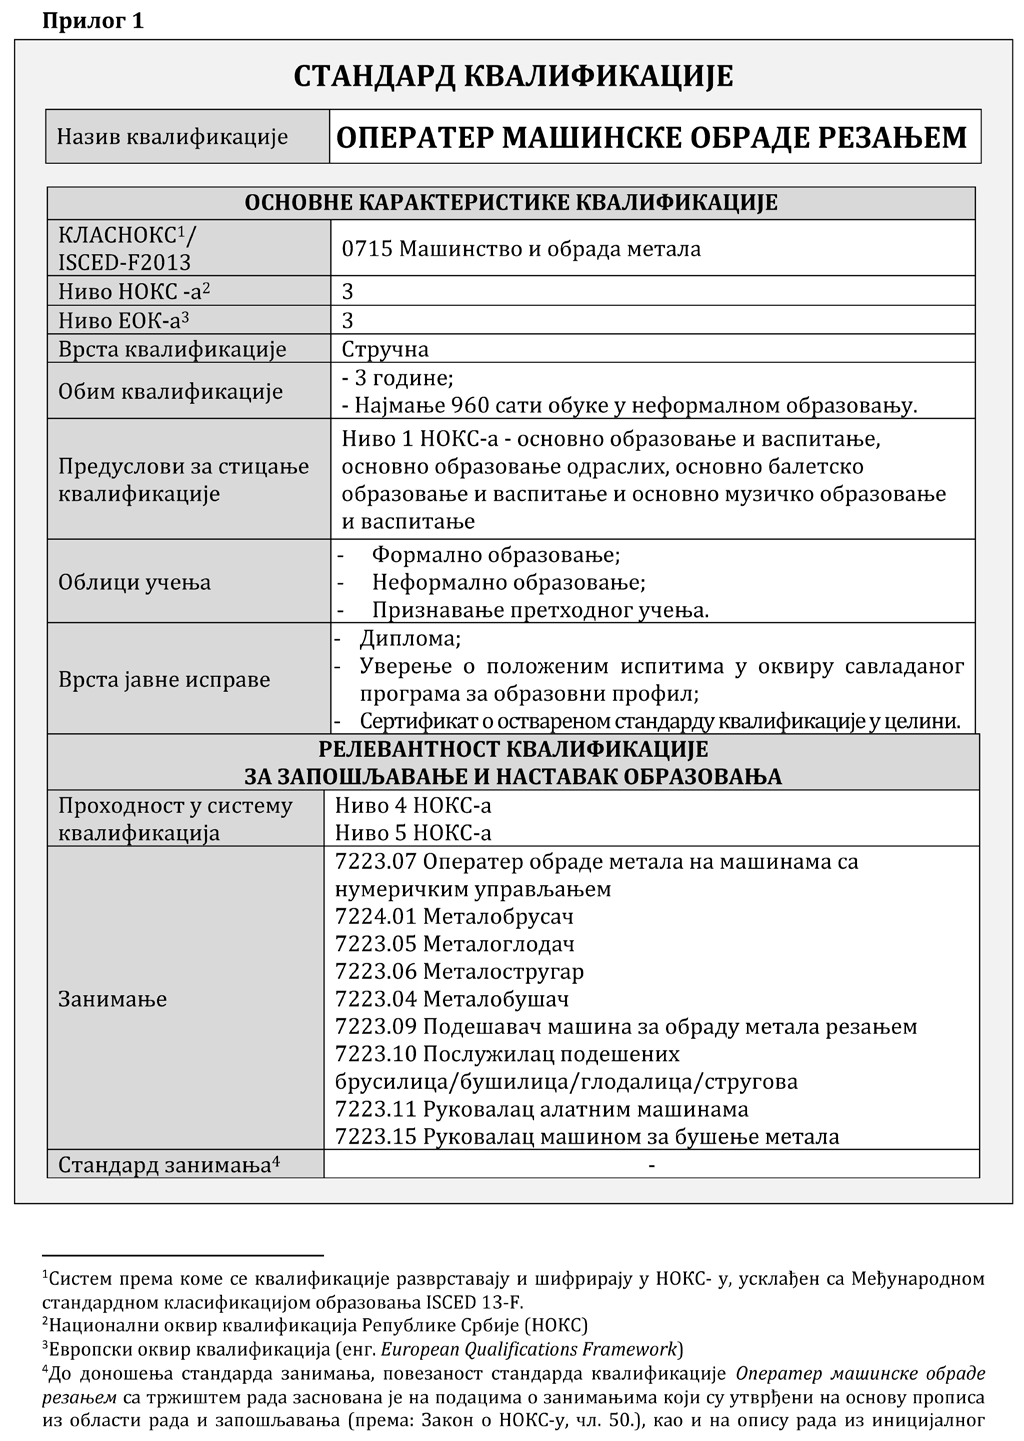 Прилог 1
СТАНДАРД КВАЛИФИКАЦИЈЕ
Назив квалификације
ОПЕРАТЕР МАШИНСКЕ ОБРАДЕ РЕЗАЊЕМ
ОСНОВНЕ КАРАКТЕРИСТИКЕ КВАЛИФИКАЦИЈЕ
КЛАСНОКС¹/
ISCED-F2013
0715 Машинство и обрада метала
Ниво НОКС -а²
3
Ниво ЕОК-а³
3
Врста квалификације
Стручна
Обим квалификације
- 3 године;
- Најмање 960 сати обуке у неформалном образовању.
Предуслови за стицање
квалификације
Ниво 1 НОКС-а - основно образовање и васпитање,
основно образовање одраслих, основно балетско
образовање и васпитање и основно музичко образовање
и васпитање
Облици учења
- Формално образовање;
- Неформално образовање;
- Признавање претходног учења.
Врста јавне исправе
- Диплома;
- Уверење о положеним испитима у оквиру савладаног
програма за образовни профил;
- Сертификат о оствареном стандарду квалификације у целини.
РЕЛЕВАНТНОСТ КВАЛИФИКАЦИЈЕ
ЗА ЗАПОШЉАВАЊЕ И НАСТАВАК ОБРАЗОВАЊА
Проходност у систему
квалификација
Ниво 4 НОКС-а
Ниво 5 НОКС-а
Занимање
7223.07 Оператер обраде метала на машинама са
нумеричким управљањем
7224.01 Металобрусач
7223.05 Металоглодач
7223.06 Металостругар
7223.04 Металобушач
7223.09 Подешавач машина за обраду метала резањем
7223.10 Послужилац подешених
брусилица/бушилица/глодалица/стругова
7223.11 Руковалац алатним машинама
7223.15 Руковалац машином за бушење метала
Стандард занимања⁴
-
¹Систем према коме се квалификације разврставају и шифрирају у НОКС- у, усклађен са Међународном
стандардном класификацијом образовања ISCED 13-F.
²Национални оквир квалификација Републике Србије (НОКС)
³Европски оквир квалификација (енг. European Qualifications Framework)
⁴До доношења стандарда занимања, повезаност стандарда квалификације Оператер машинске обраде
резањем са тржиштем рада заснована је на подацима о занимањима који су утврђени на основу прописа
из области рада и запошљавања (према: Закон о НОКС-у, чл. 50.), као и на опису рада из иницијалног